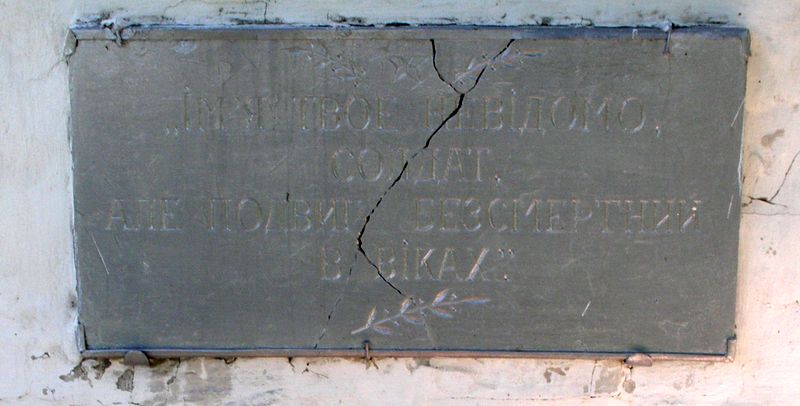 „ІМ'Я ТВОЄ НЕВІДОМО,
СОЛДАТ,
АЛЕ ПОДВИГ БЕЗСМЕРТНИЙ
В ВІКАХ"